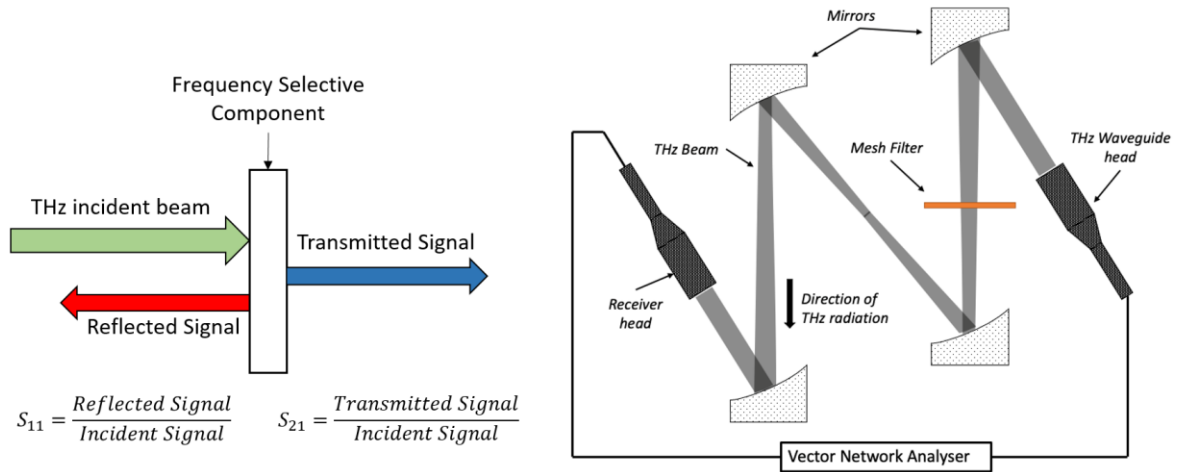 Frequency Selective
Component
THz incident beam
Transmitted Signal
Reflected Signal
S₁₁ = Reflected Signal / Incident Signal
S₂₁ = Transmitted Signal / Incident Signal
Mirrors
THz Beam
Mesh Filter
THz Waveguide
head
Receiver
head
Direction of
THz radiation
Vector Network Analyser